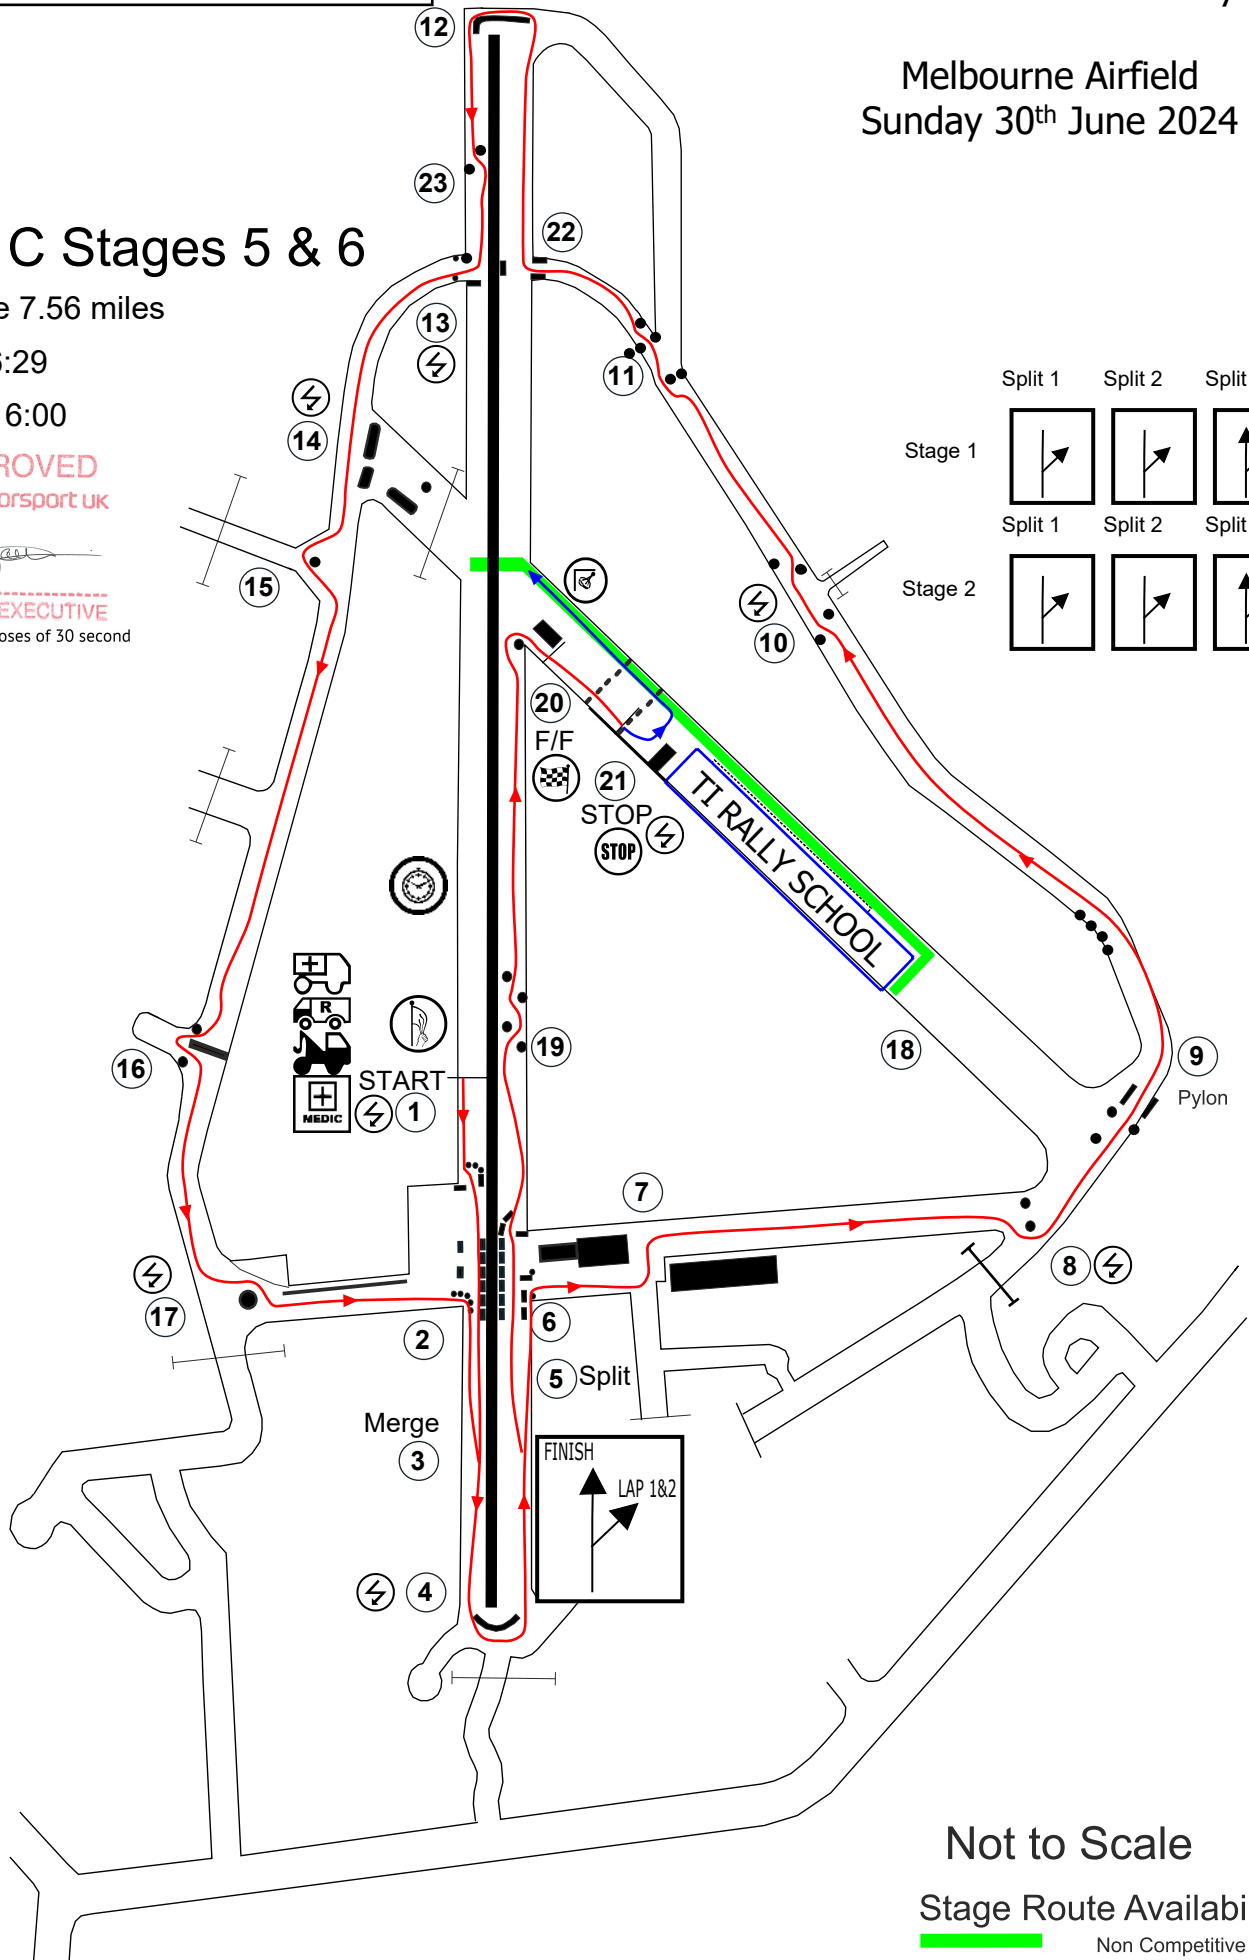 Melbourne Airfield
Sunday 30th June 2024
C Stages 5 & 6
7.56 miles
:29
6:00
ROVED
orsport UK
EXECUTIVE
oses of 30 second
12
23
22
13
11
14
15
10
Split 1 Split 2 Split
Stage 1
Split 1 Split 2 Split
Stage 2
20
F/F
21
STOP
STOP
TI RALLY SCHOOL
R
MEDIC
START
1
16
19
18
9
Pylon
7
8
17
2
6
5 Split
Merge
3
FINISH
LAP 1&2
4
Not to Scale
Stage Route Availabi
Non Competitive